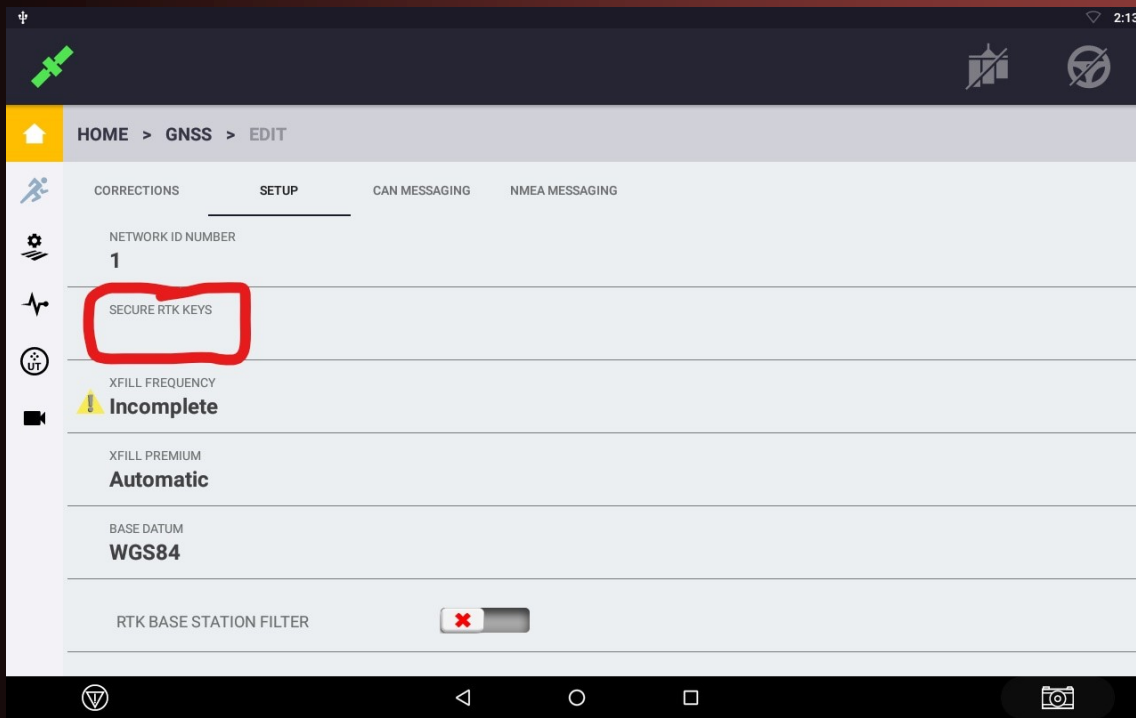 2:13
HOME > GNSS > EDIT
CORRECTIONS SETUP CAN MESSAGING NMEA MESSAGING
NETWORK ID NUMBER
1
SECURE RTK KEYS
UT
XFILL FREQUENCY
Incomplete
XFILL PREMIUM
Automatic
BASE DATUM
WGS84
RTK BASE STATION FILTER